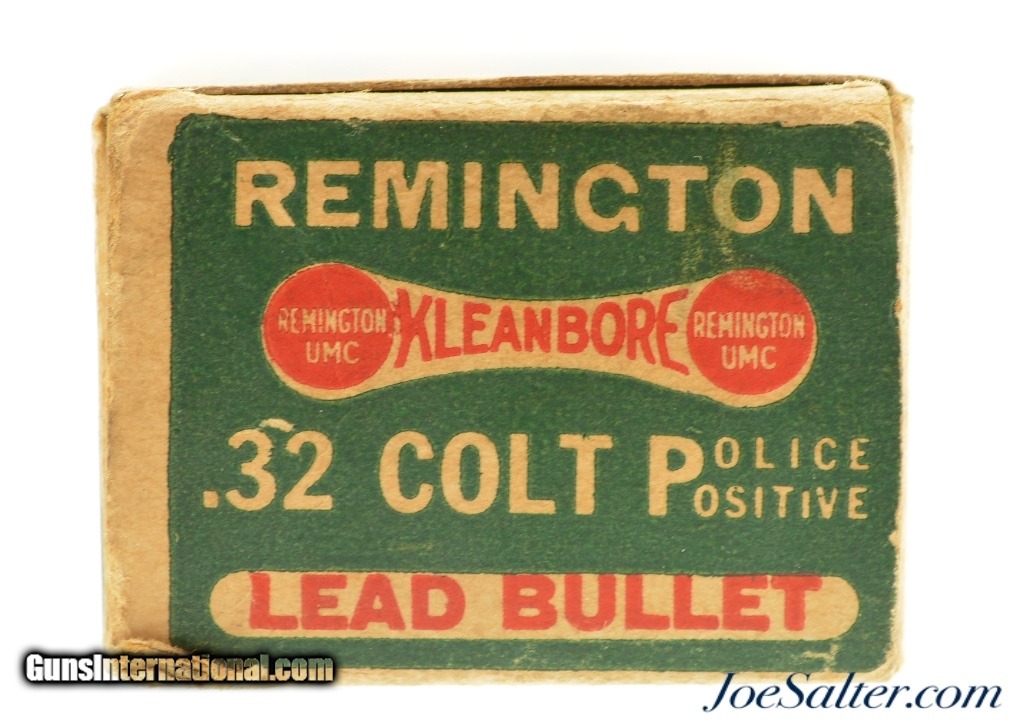 REMINGTON
REMINGTON UMC KLEANBORE REMINGTON UMC
.32 COLT POLICE POSITIVE
LEAD BULLET
GunsInternational.com
JoeSalter.com